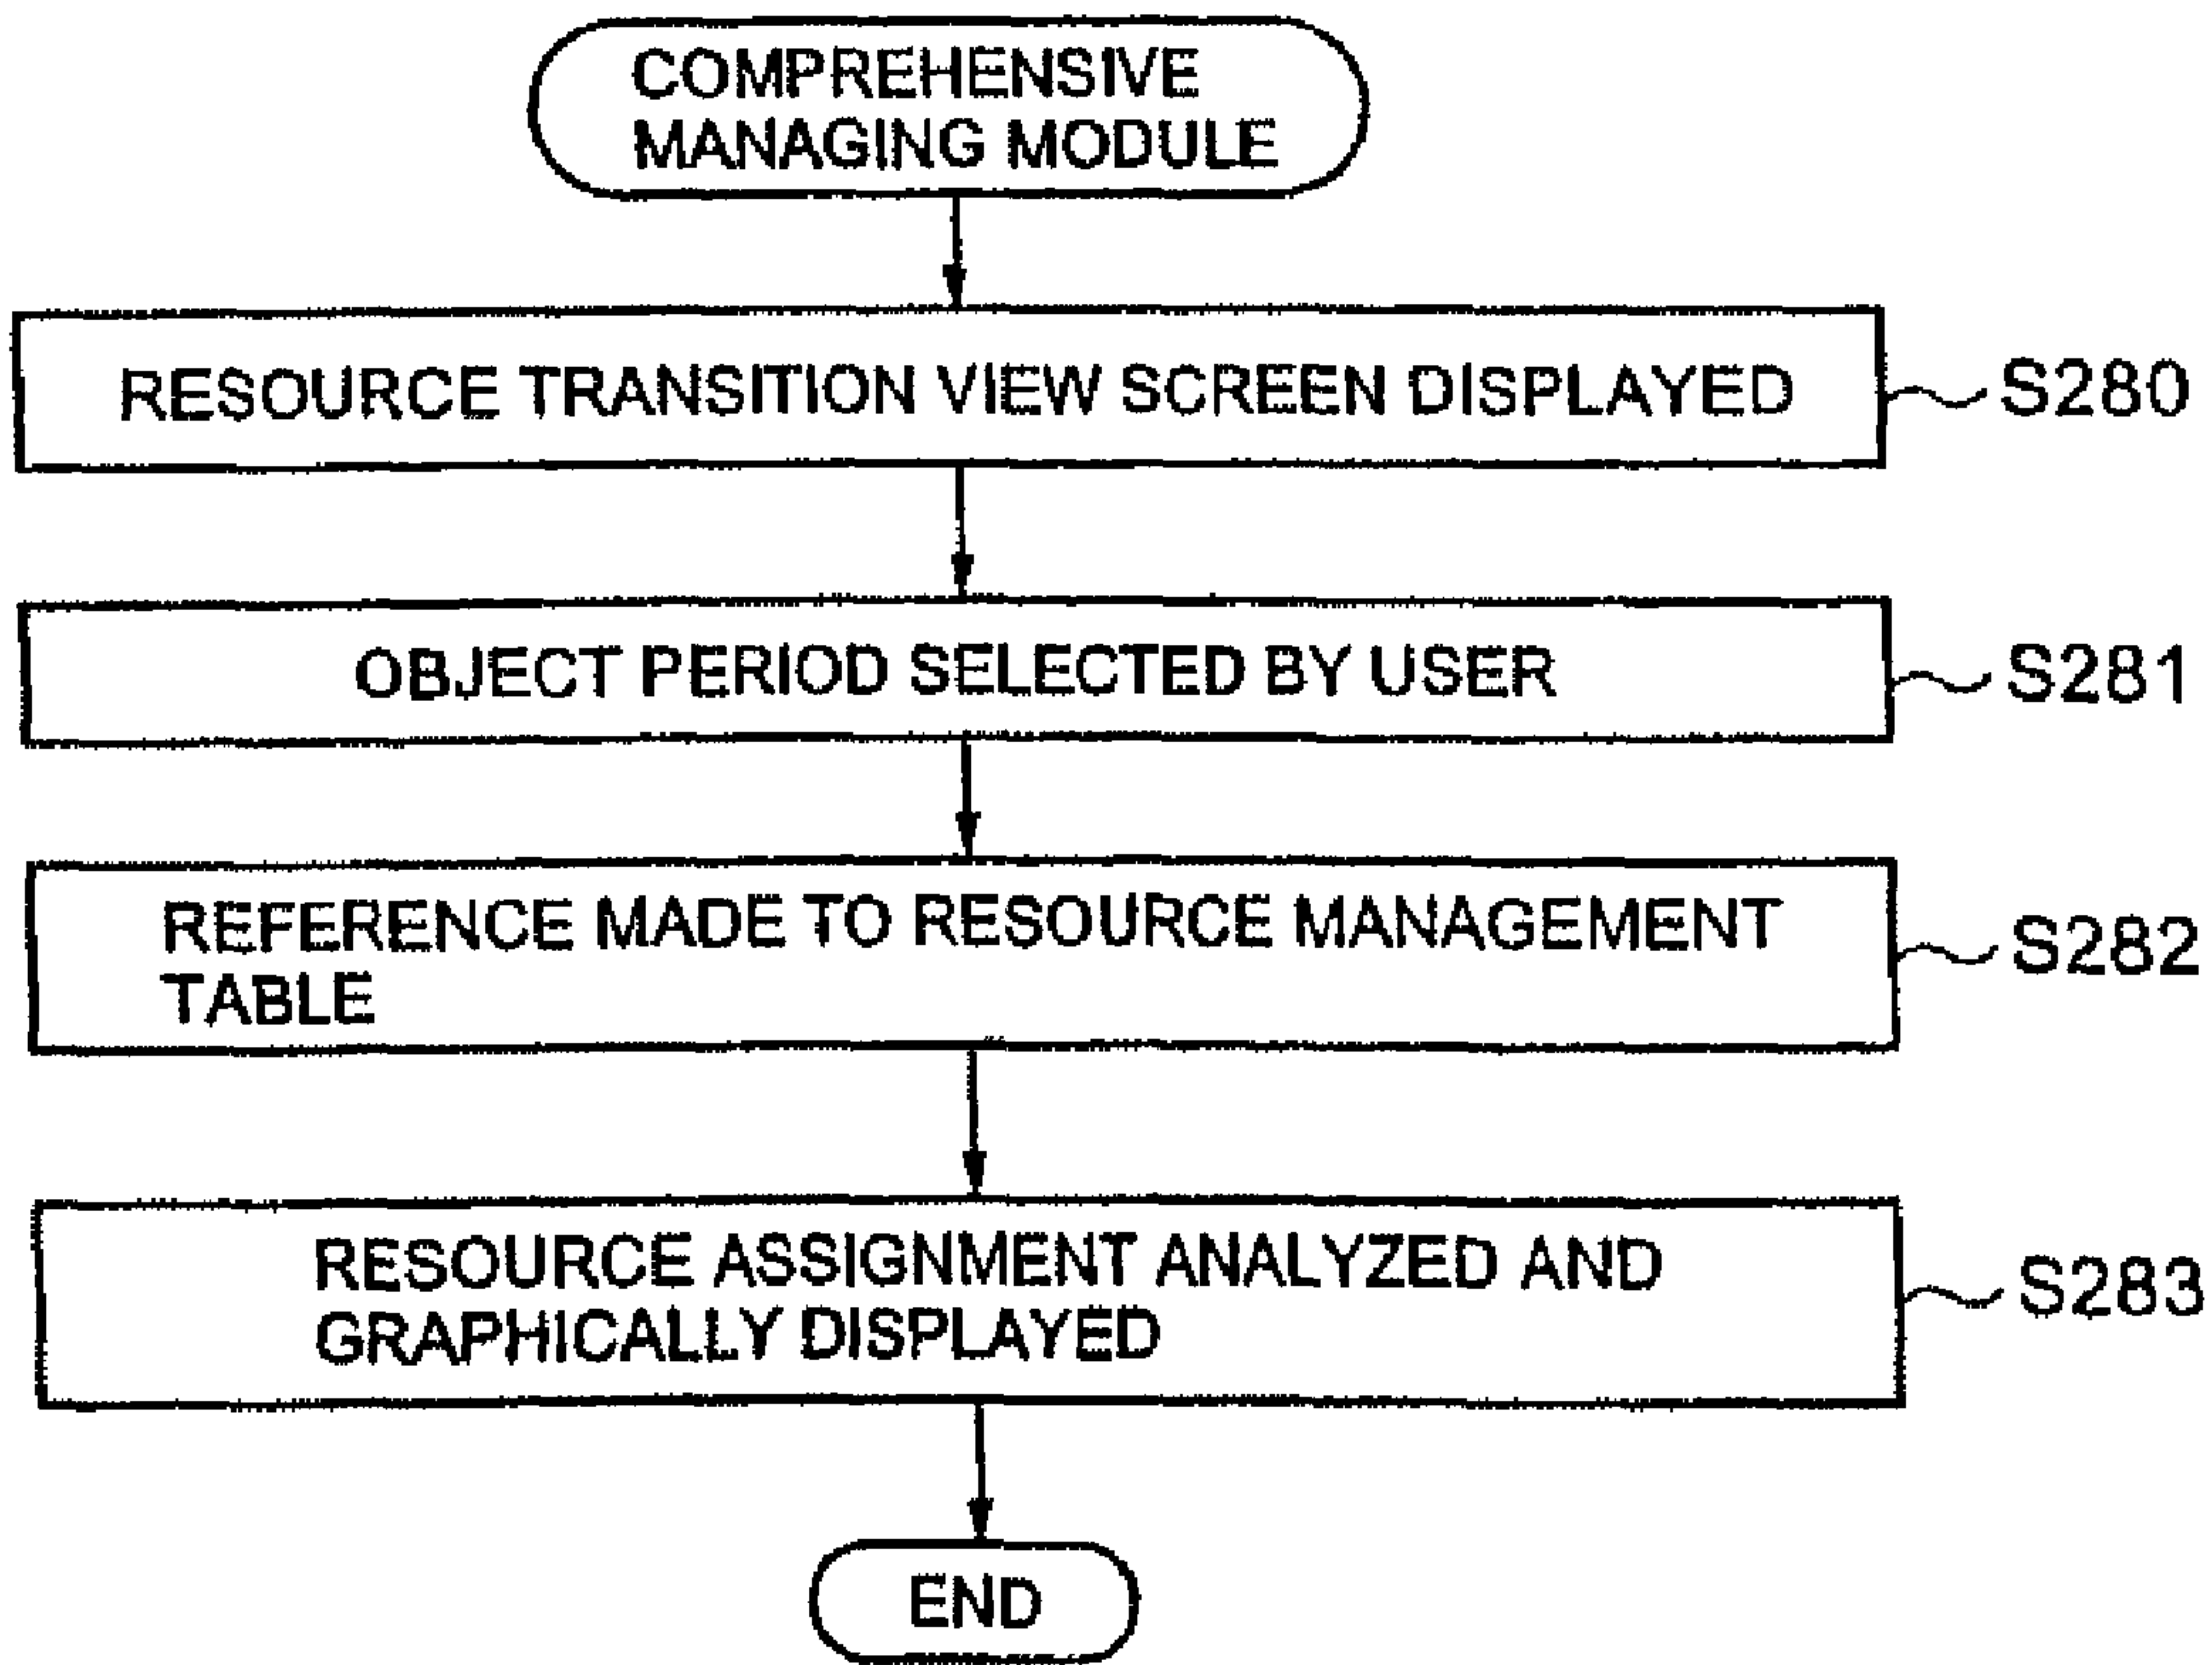 COMPREHENSIVE
MANAGING MODULE
RESOURCE TRANSITION VIEW SCREEN DISPLAYED
S280
OBJECT PERIOD SELECTED BY USER
S281
REFERENCE MADE TO RESOURCE MANAGEMENT
TABLE
S282
RESOURCE ASSIGNMENT ANALYZED AND
GRAPHICALLY DISPLAYED
S283
END